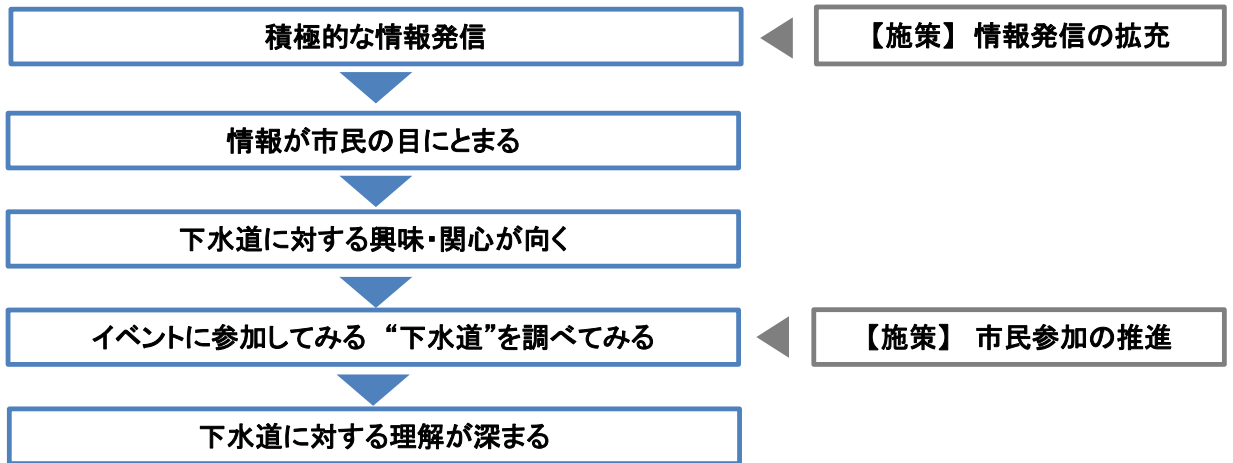 積極的な情報発信
【施策】 情報発信の拡充
情報が市民の目にとまる
下水道に対する興味・関心が向く
イベントに参加してみる “下水道”を調べてみる
【施策】 市民参加の推進
下水道に対する理解が深まる